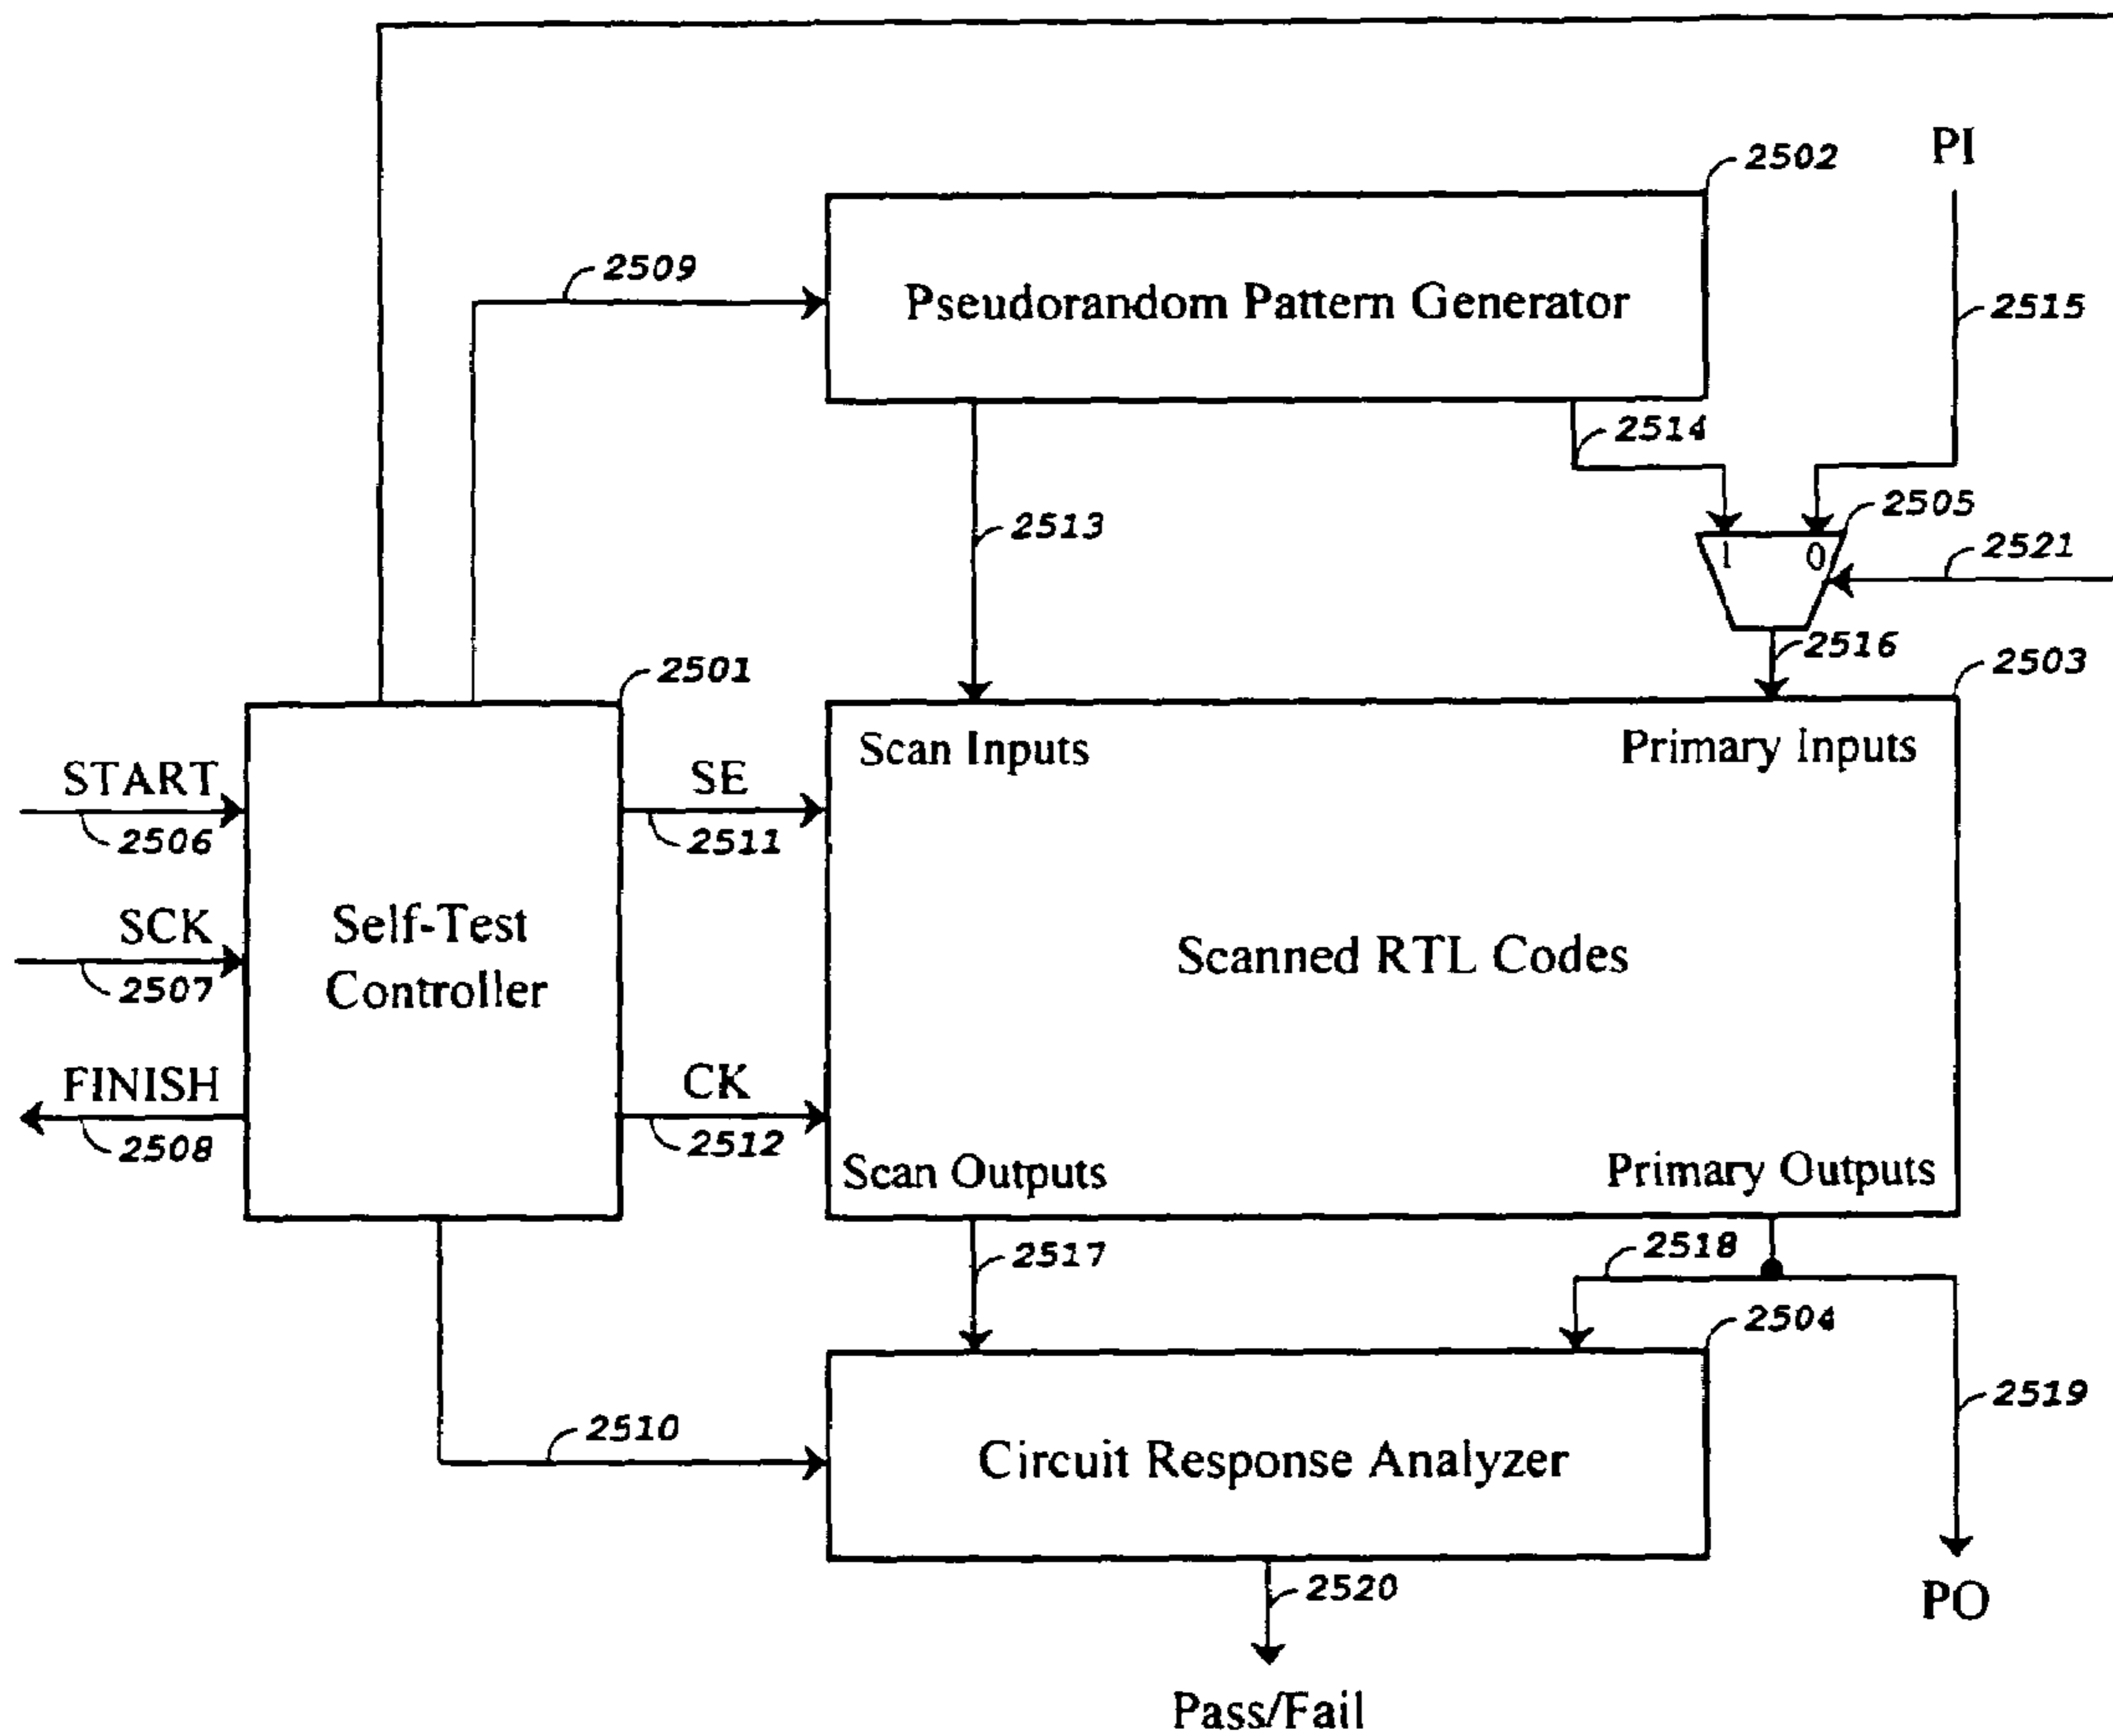 PI
2502
2509
Pseudorandom Pattern Generator
2515
2514
2505
1 0
2513
2521
2516
2501
2503
Scan Inputs
Primary Inputs
START
2506
SE
2511
SCK
2507
Self-Test
Controller
Scanned RTL Codes
FINISH
2508
CK
2512
Scan Outputs
Primary Outputs
2517
2518
2504
2519
2510
Circuit Response Analyzer
2520
PO
Pass/Fail